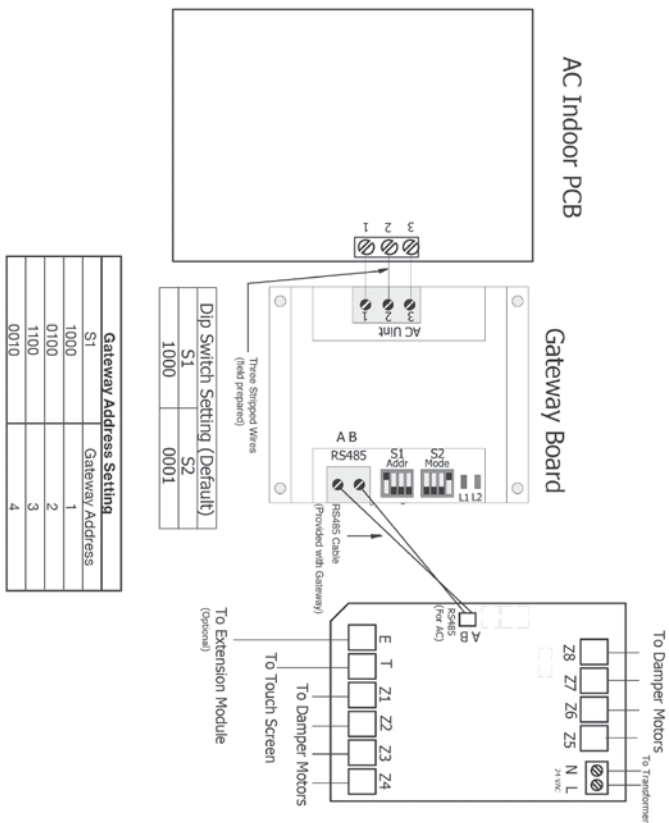 AC Indoor PCB
1 2 3
Gateway Board
1 2 3
AC Uint
Three Stripped Wires
(field prepared)
A B
RS485
S1
Addr
S2
Mode
L1 L2
RS485 Cable
(Provided with Gateway)
Dip Switch Setting (Default)
S1 S2
1000 0001
Gateway Address Setting
S1 Gateway Address
1000 1
0100 2
1100 3
0010 4
A B
RS485
(For AC)
To Damper Motors
Z8 Z7 Z6 Z5
To Transformer
N L
24 VAC
E T Z1 Z2 Z3 Z4
To Damper Motors
To Touch Screen
To Extension Module
(Optional)